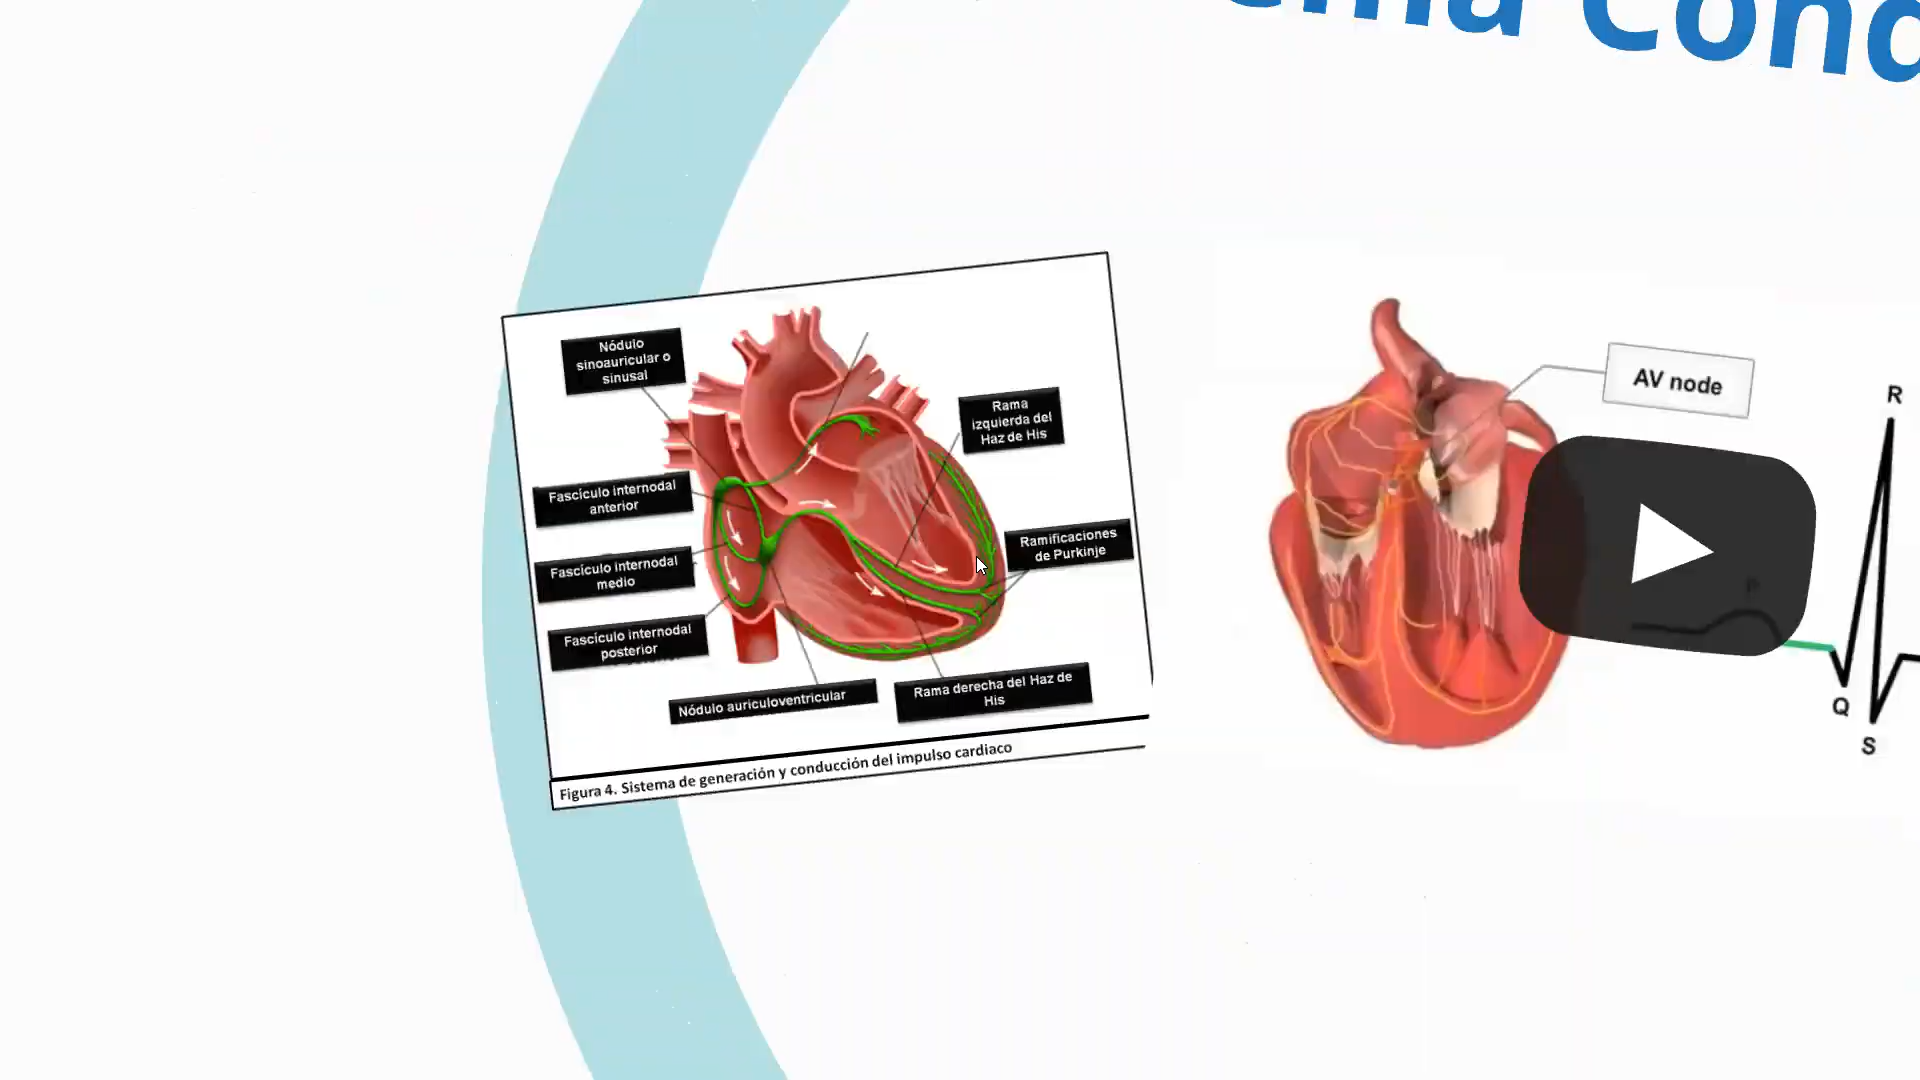 ema Cond
Nódulo
sinoauricular o
sinusal
Rama
izquierda del
Haz de His
Fascículo internodal
anterior
Ramificaciones
de Purkinje
Fascículo internodal
medio
Fascículo internodal
posterior
Nódulo auriculoventricular
Rama derecha del Haz de
His
Figura 4. Sistema de generación y conducción del impulso cardiaco
AV node
R
P
Q
S